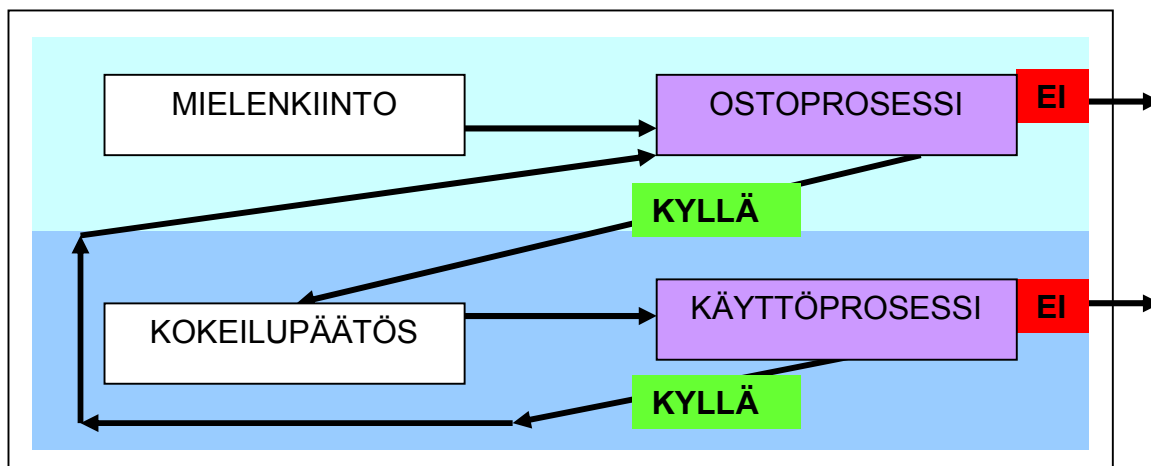 MIELENKIINTO
OSTOPROSESSI
EI
KYLLÄ
KOKEILUPÄÄTÖS
KÄYTTÖPROSESSI
EI
KYLLÄ